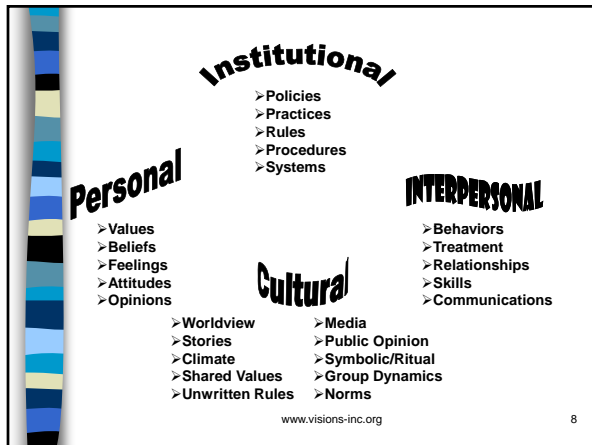 Institutional
➢Policies
➢Practices
➢Rules
➢Procedures
➢Systems
Personal
➢Values
➢Beliefs
➢Feelings
➢Attitudes
➢Opinions
INTERPERSONAL
➢Behaviors
➢Treatment
➢Relationships
➢Skills
➢Communications
Cultural
➢Worldview
➢Stories
➢Climate
➢Shared Values
➢Unwritten Rules
➢Media
➢Public Opinion
➢Symbolic/Ritual
➢Group Dynamics
➢Norms
www.visions-inc.org 8